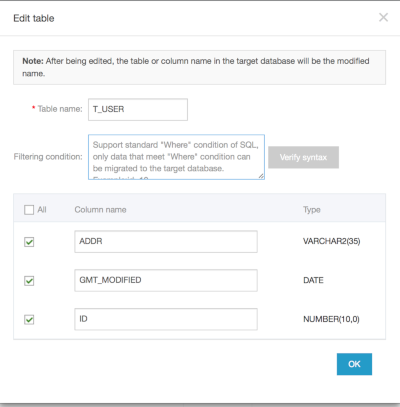 Edit table
Note: After being edited, the table or column name in the target database will be the modified
name.
* Table name: T_USER
Filtering condition: Support standard "Where" condition of SQL,
only data that meet "Where" condition can
be migrated to the target database.
Verify syntax
All Column name Type
ADDR VARCHAR2(35)
GMT_MODIFIED DATE
ID NUMBER(10,0)
OK